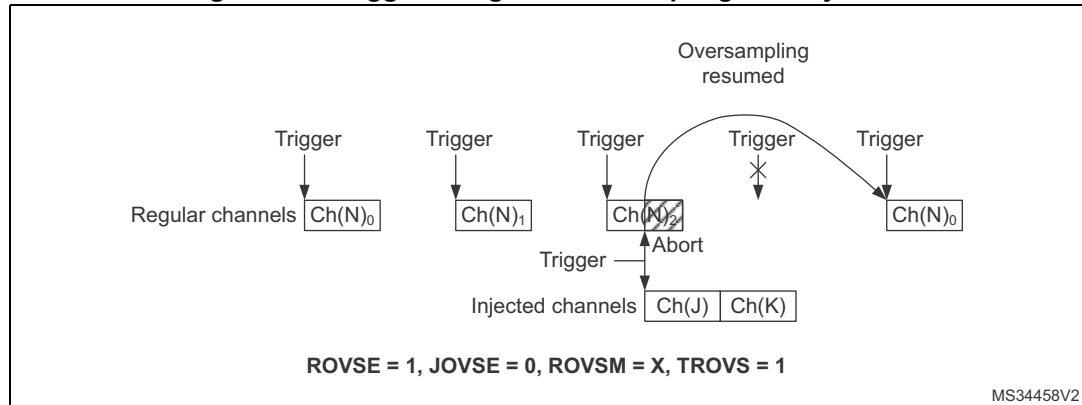 Oversampling
resumed
Trigger Trigger Trigger Trigger Trigger
Regular channels Ch(N)₀ Ch(N)₁ Ch(N)₂ Ch(N)₀
Abort
Trigger
Injected channels Ch(J) Ch(K)
ROVSE = 1, JOVSE = 0, ROVSM = X, TROVS = 1
MS34458V2